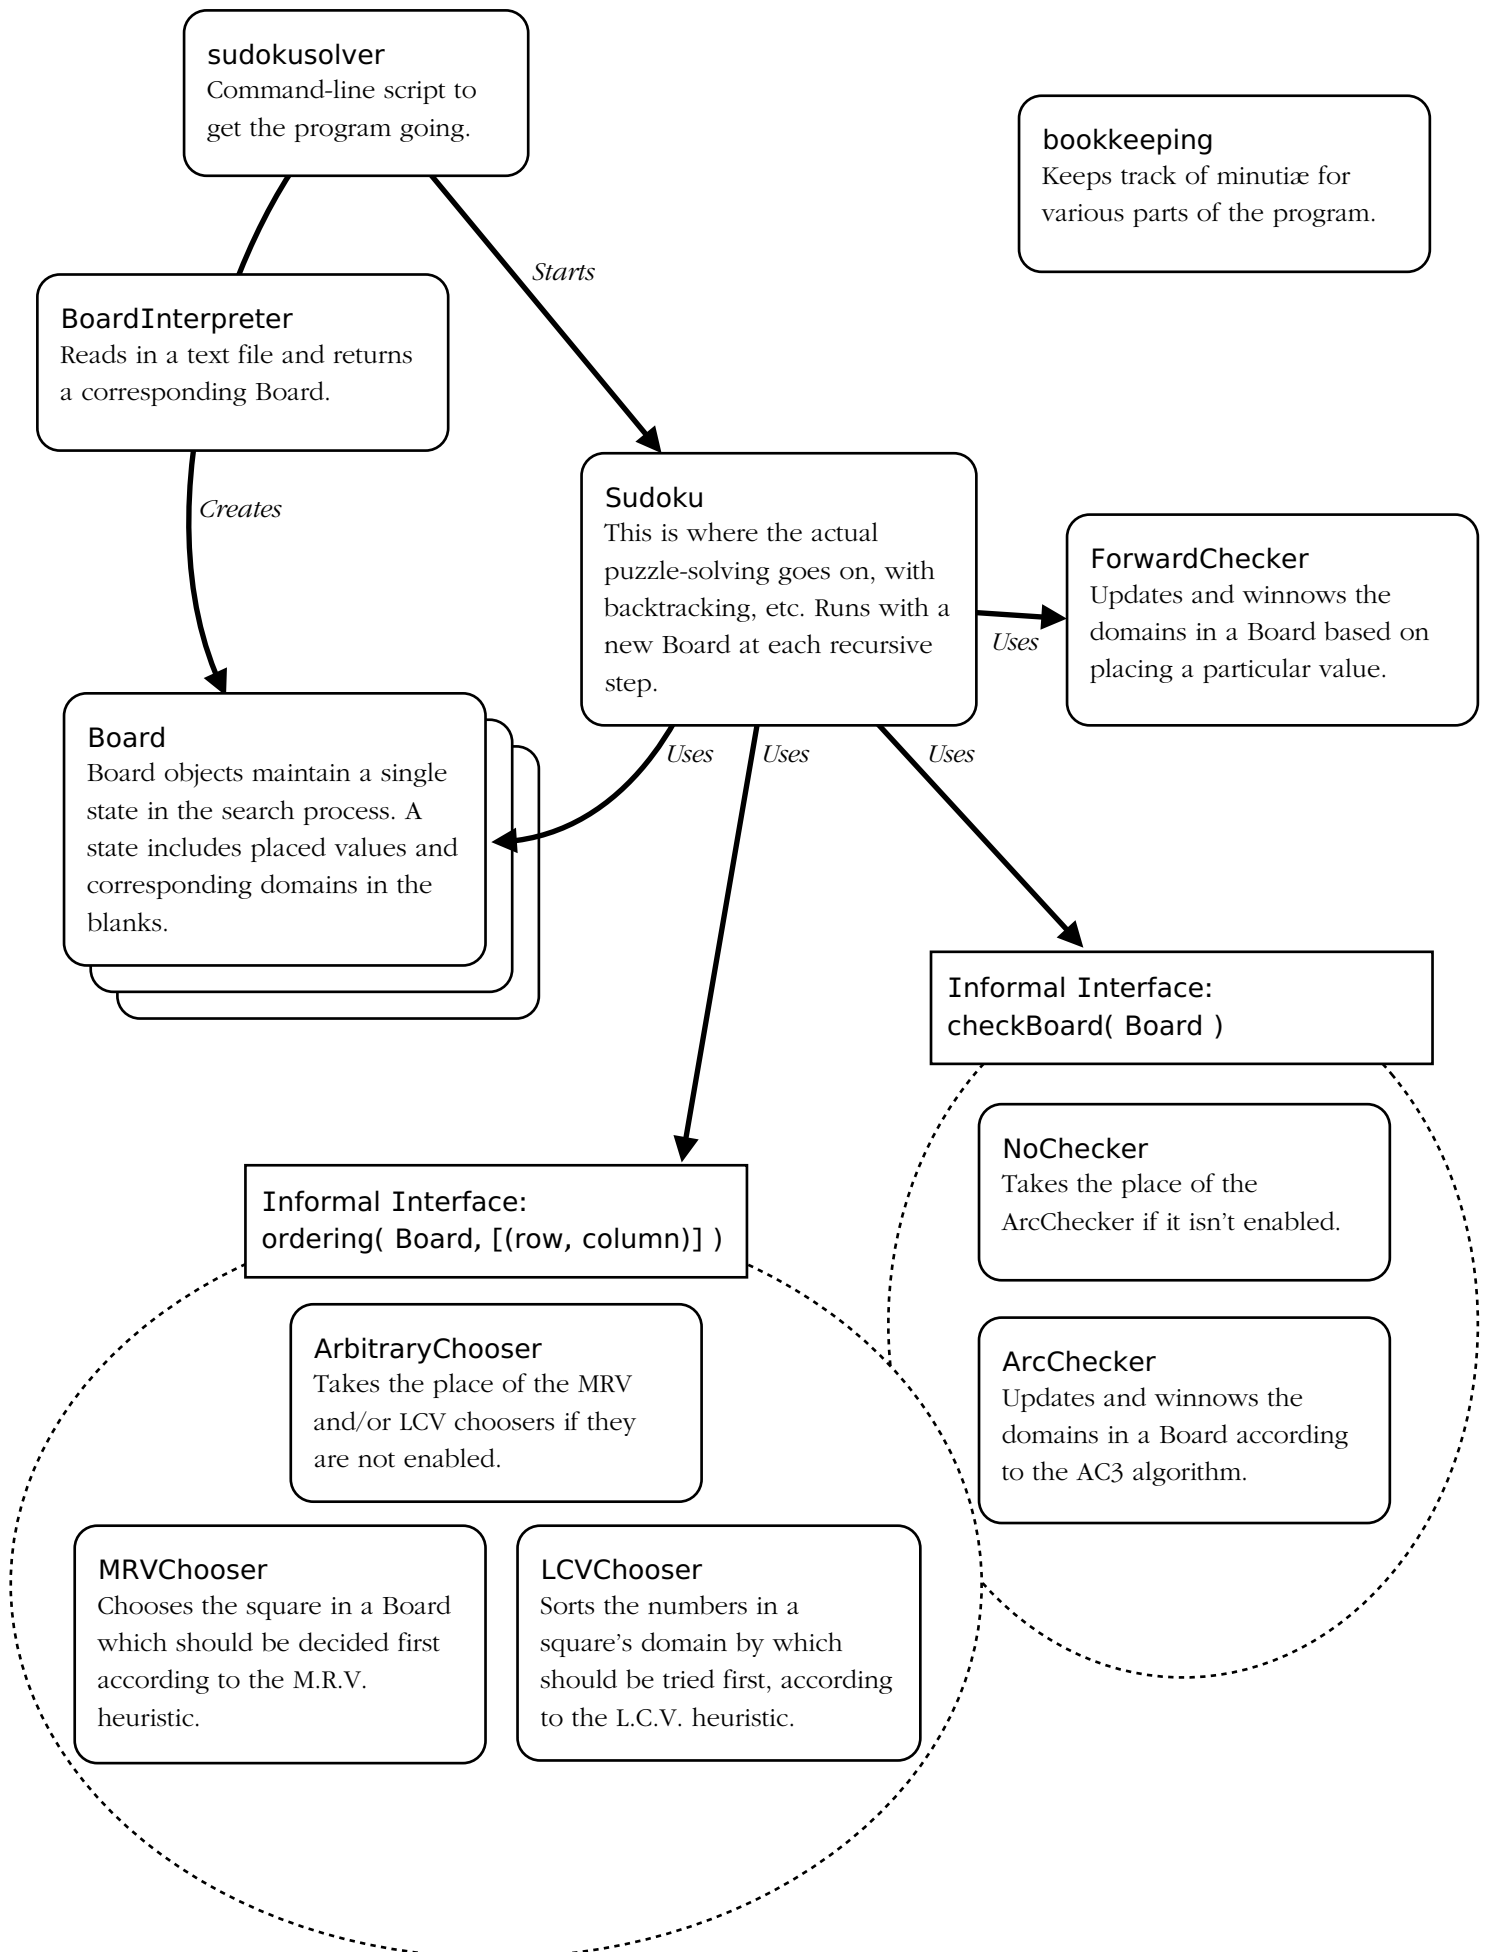 sudokusolver
Command-line script to
get the program going.
bookkeeping
Keeps track of minutiæ for
various parts of the program.
Starts
BoardInterpreter
Reads in a text file and returns
a corresponding Board.
Creates
Sudoku
This is where the actual
puzzle-solving goes on, with
backtracking, etc. Runs with a
new Board at each recursive
step.
Uses
ForwardChecker
Updates and winnows the
domains in a Board based on
placing a particular value.
Uses
Uses
Uses
Board
Board objects maintain a single
state in the search process. A
state includes placed values and
corresponding domains in the
blanks.
Informal Interface:
checkBoard( Board )
NoChecker
Takes the place of the
ArcChecker if it isn’t enabled.
ArcChecker
Updates and winnows the
domains in a Board according
to the AC3 algorithm.
Informal Interface:
ordering( Board, [(row, column)] )
ArbitraryChooser
Takes the place of the MRV
and/or LCV choosers if they
are not enabled.
MRVChooser
Chooses the square in a Board
which should be decided first
according to the M.R.V.
heuristic.
LCVChooser
Sorts the numbers in a
square’s domain by which
should be tried first, according
to the L.C.V. heuristic.